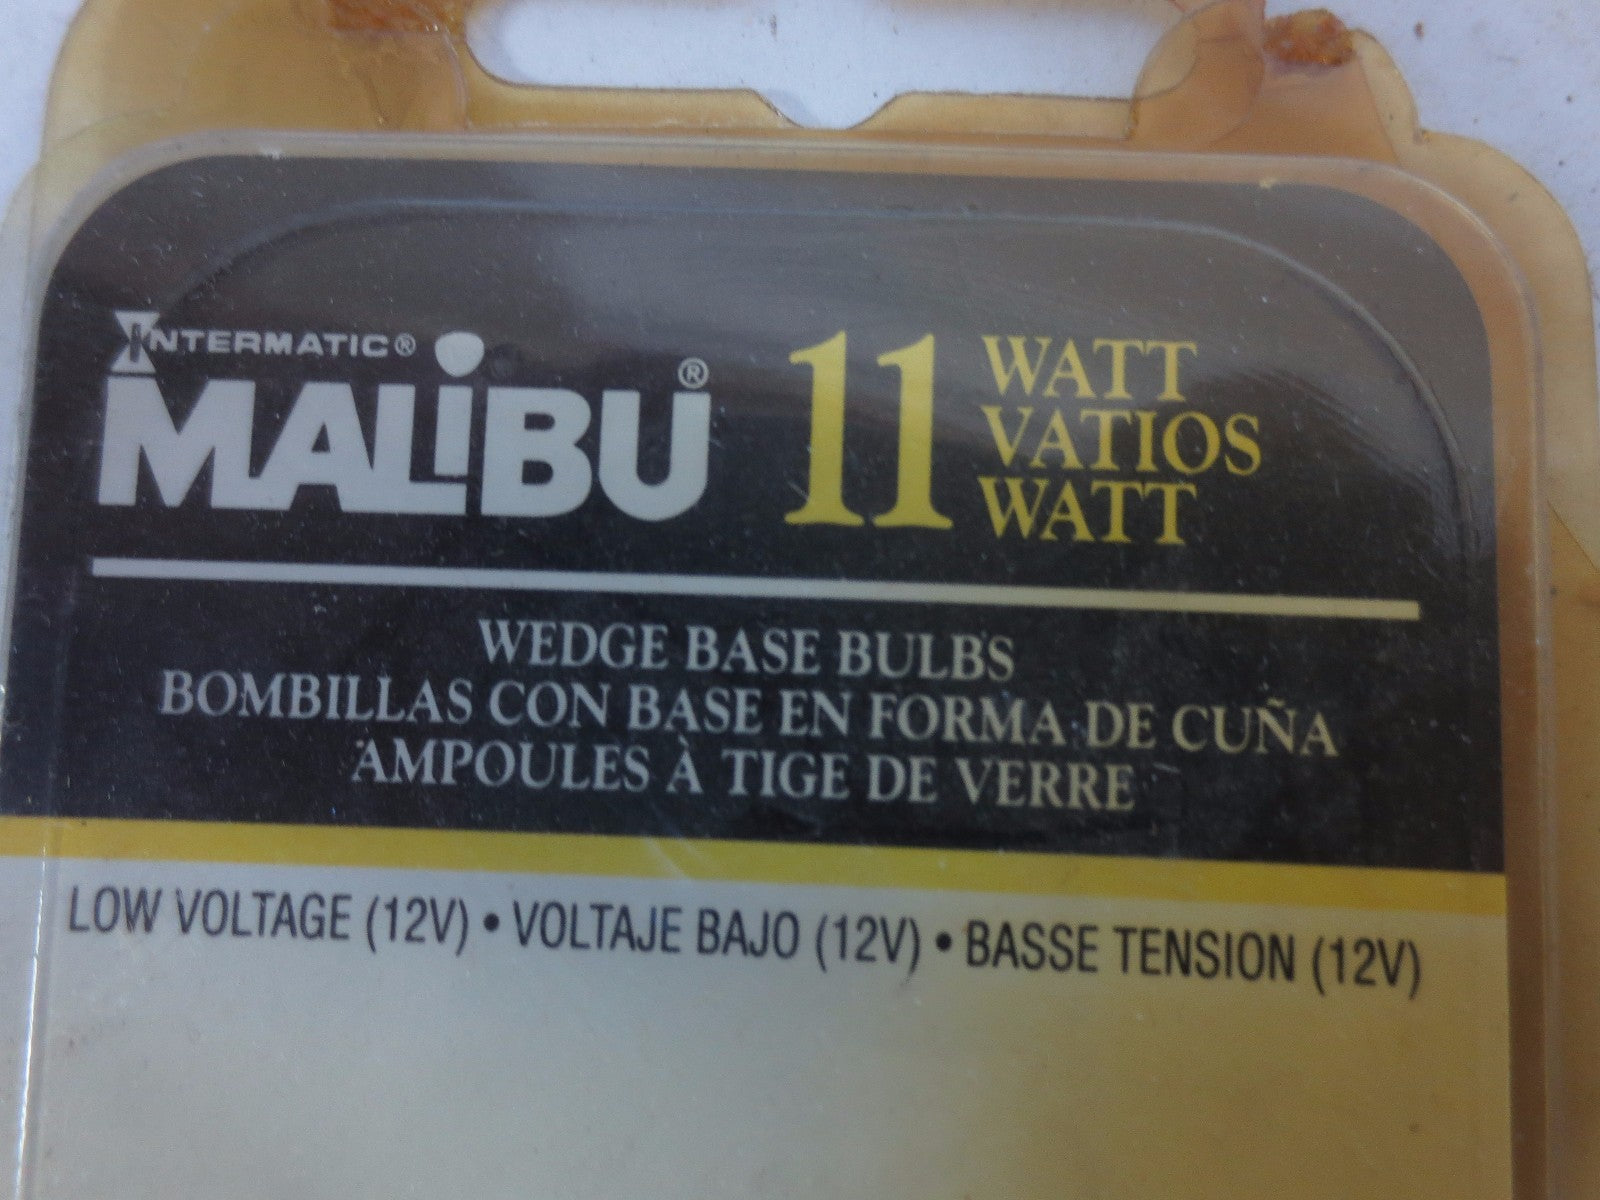 INTERMATIC®
MALiBU®
11 WATT
VATIOS
WATT
WEDGE BASE BULBS
BOMBILLAS CON BASE EN FORMA DE CUÑA
AMPOULES À TIGE DE VERRE
LOW VOLTAGE (12V) • VOLTAJE BAJO (12V) • BASSE TENSION (12V)